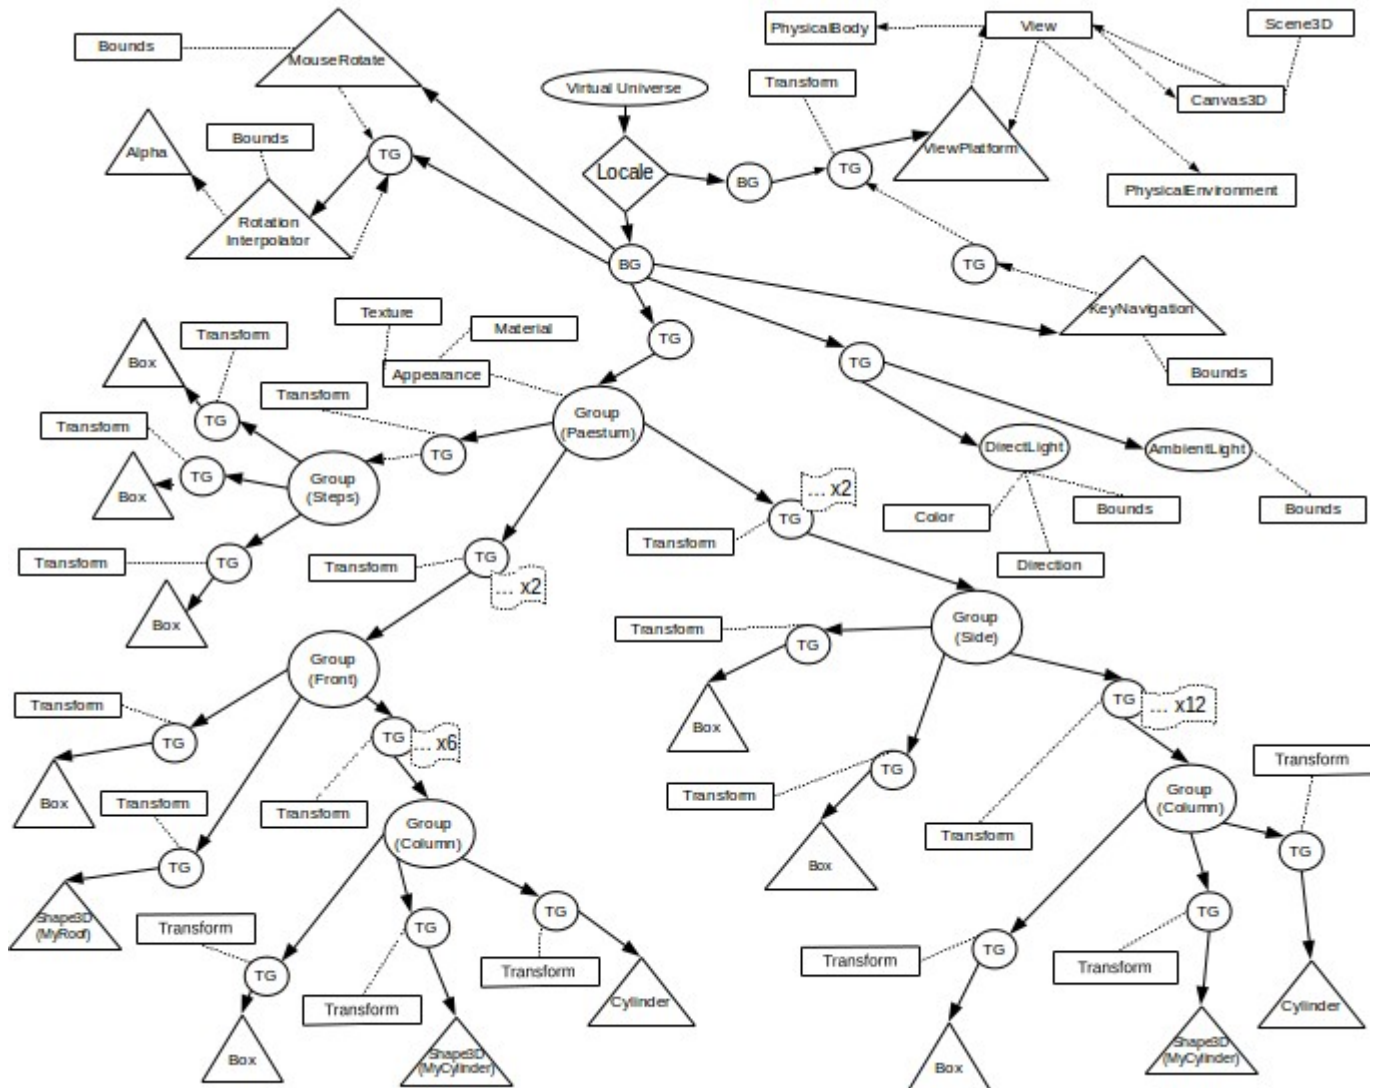 PhysicalBody
View
Scene3D
Bounds
MouseRotate
Virtual Universe
Transform
Canvas3D
Alpha
Bounds
TG
Locale
BG
TG
ViewPlatform
PhysicalEnvironment
Rotation
Interpolator
BG
TG
KeyNavigation
Texture
Material
Transform
TG
Box
Appearance
TG
Bounds
Transform
TG
Group
(Paestum)
Transform
TG
DirectLight
AmbientLight
TG
Group
(Steps)
Box
... x2
TG
Color
Bounds
Bounds
Transform
TG
Transform
TG
Transform
Direction
... x2
Box
Transform
TG
Group
(Side)
Group
(Front)
Transform
TG
... x12
Box
TG
TG
... x6
Transform
TG
Transform
Box
Transform
Transform
Group
(Column)
Transform
Group
(Column)
TG
Box
TG
Shape3D
(MyRoof)
Transform
TG
TG
TG
TG
Transform
Transform
TG
Transform
Transform
Cylinder
Cylinder
Box
Shape3D
(MyCylinder)
Shape3D
(MyCylinder)
Box